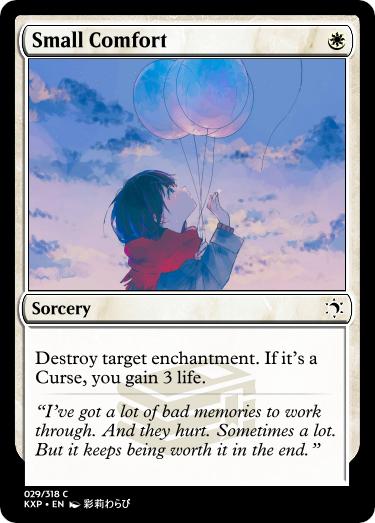 Small Comfort
Sorcery
Destroy target enchantment. If it's a
Curse, you gain 3 life.
“I've got a lot of bad memories to work
through. And they hurt. Sometimes a lot.
But it keeps being worth it in the end.”
029/318 C
KXP • EN 彩莉わらび